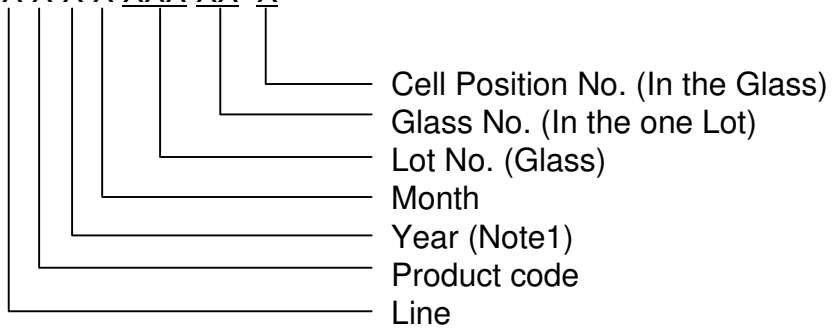 Cell Position No. (In the Glass)
Glass No. (In the one Lot)
Lot No. (Glass)
Month
Year (Note1)
Product code
Line